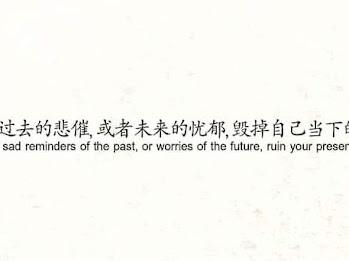 过去的悲催,或者未来的忧郁,毁掉自己当下的
sad reminders of the past, or worries of the future, ruin your presen